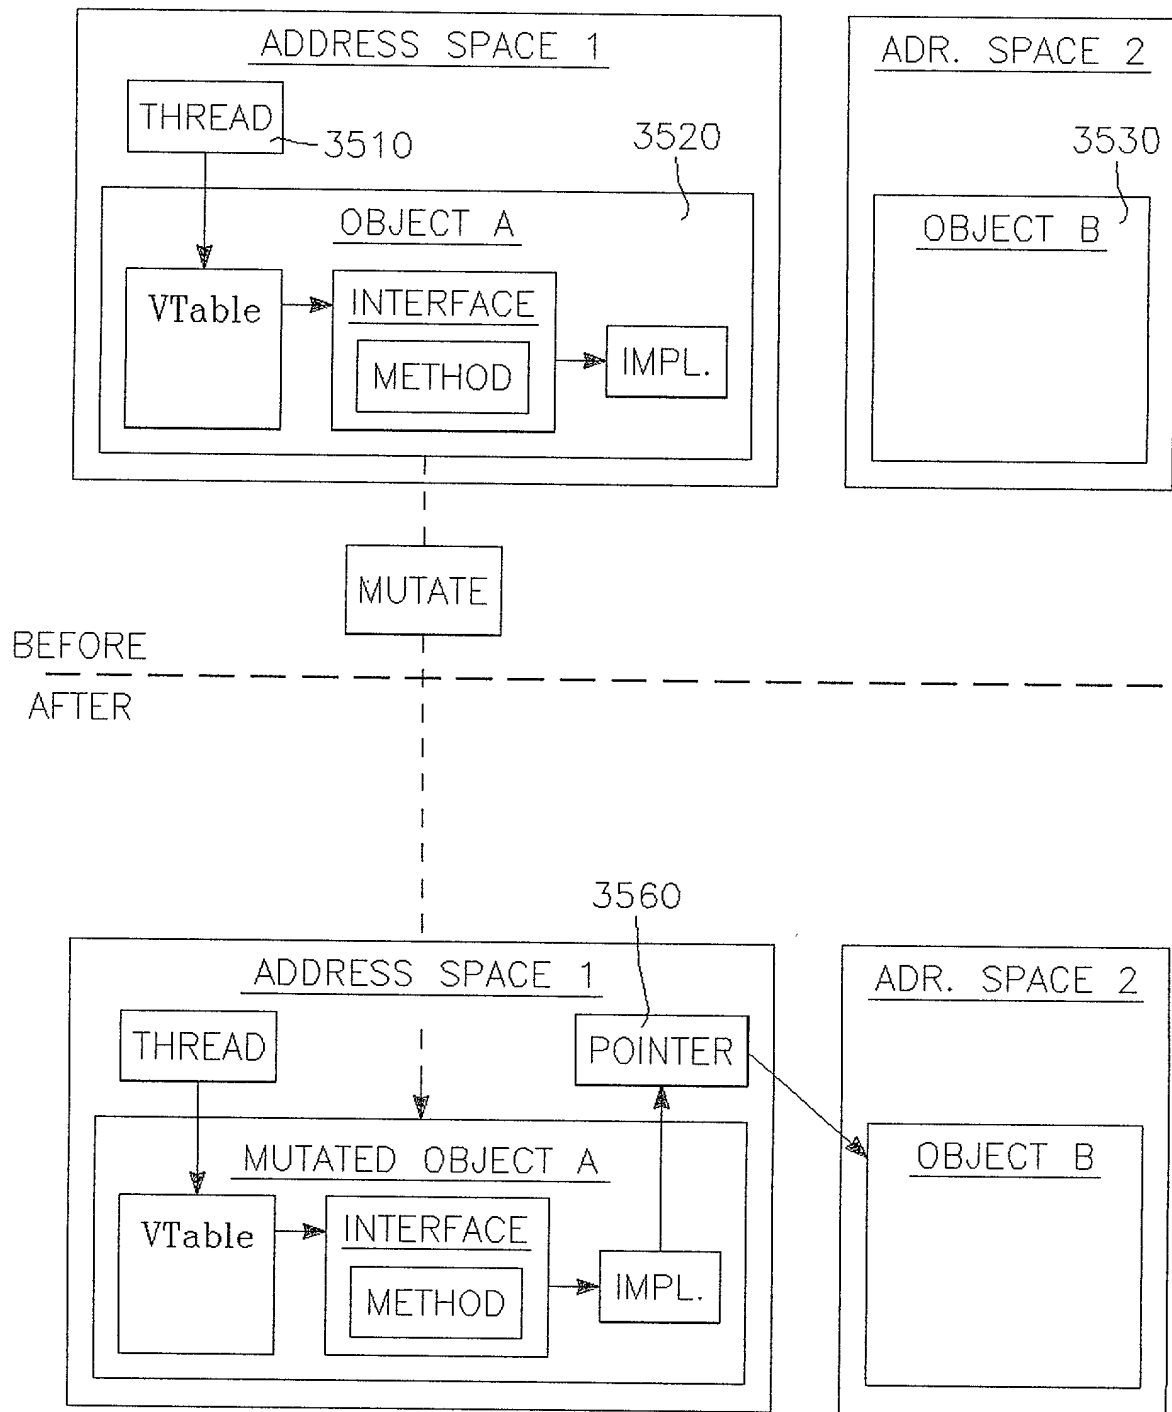 ADDRESS SPACE 1
ADR. SPACE 2
THREAD
3510
3520
3530
OBJECT A
OBJECT B
VTable
INTERFACE
METHOD
IMPL.
MUTATE
BEFORE
AFTER
3560
ADDRESS SPACE 1
ADR. SPACE 2
THREAD
POINTER
MUTATED OBJECT A
OBJECT B
VTable
INTERFACE
METHOD
IMPL.